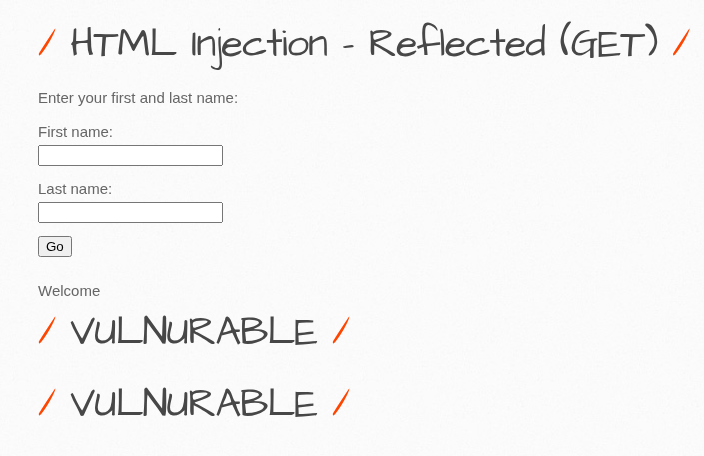 / HTML Injection - Reflected (GET) /
Enter your first and last name:
First name:
Last name:
Go
Welcome
/ VULNURABLE /
/ VULNURABLE /